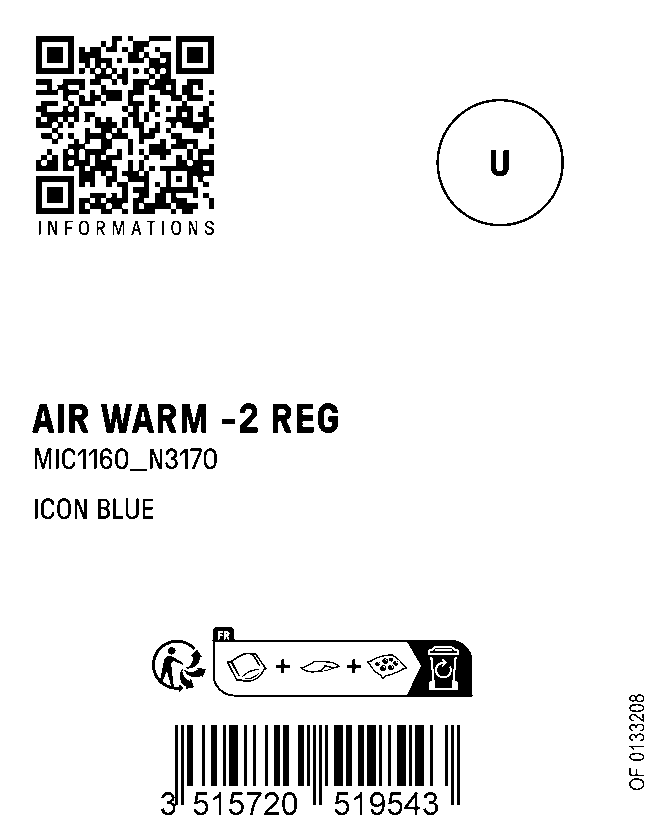 INFORMATIONS
U
AIR WARM -2 REG
MIC1160_N3170
ICON BLUE
FR
3 515720 519543
OF 0133208